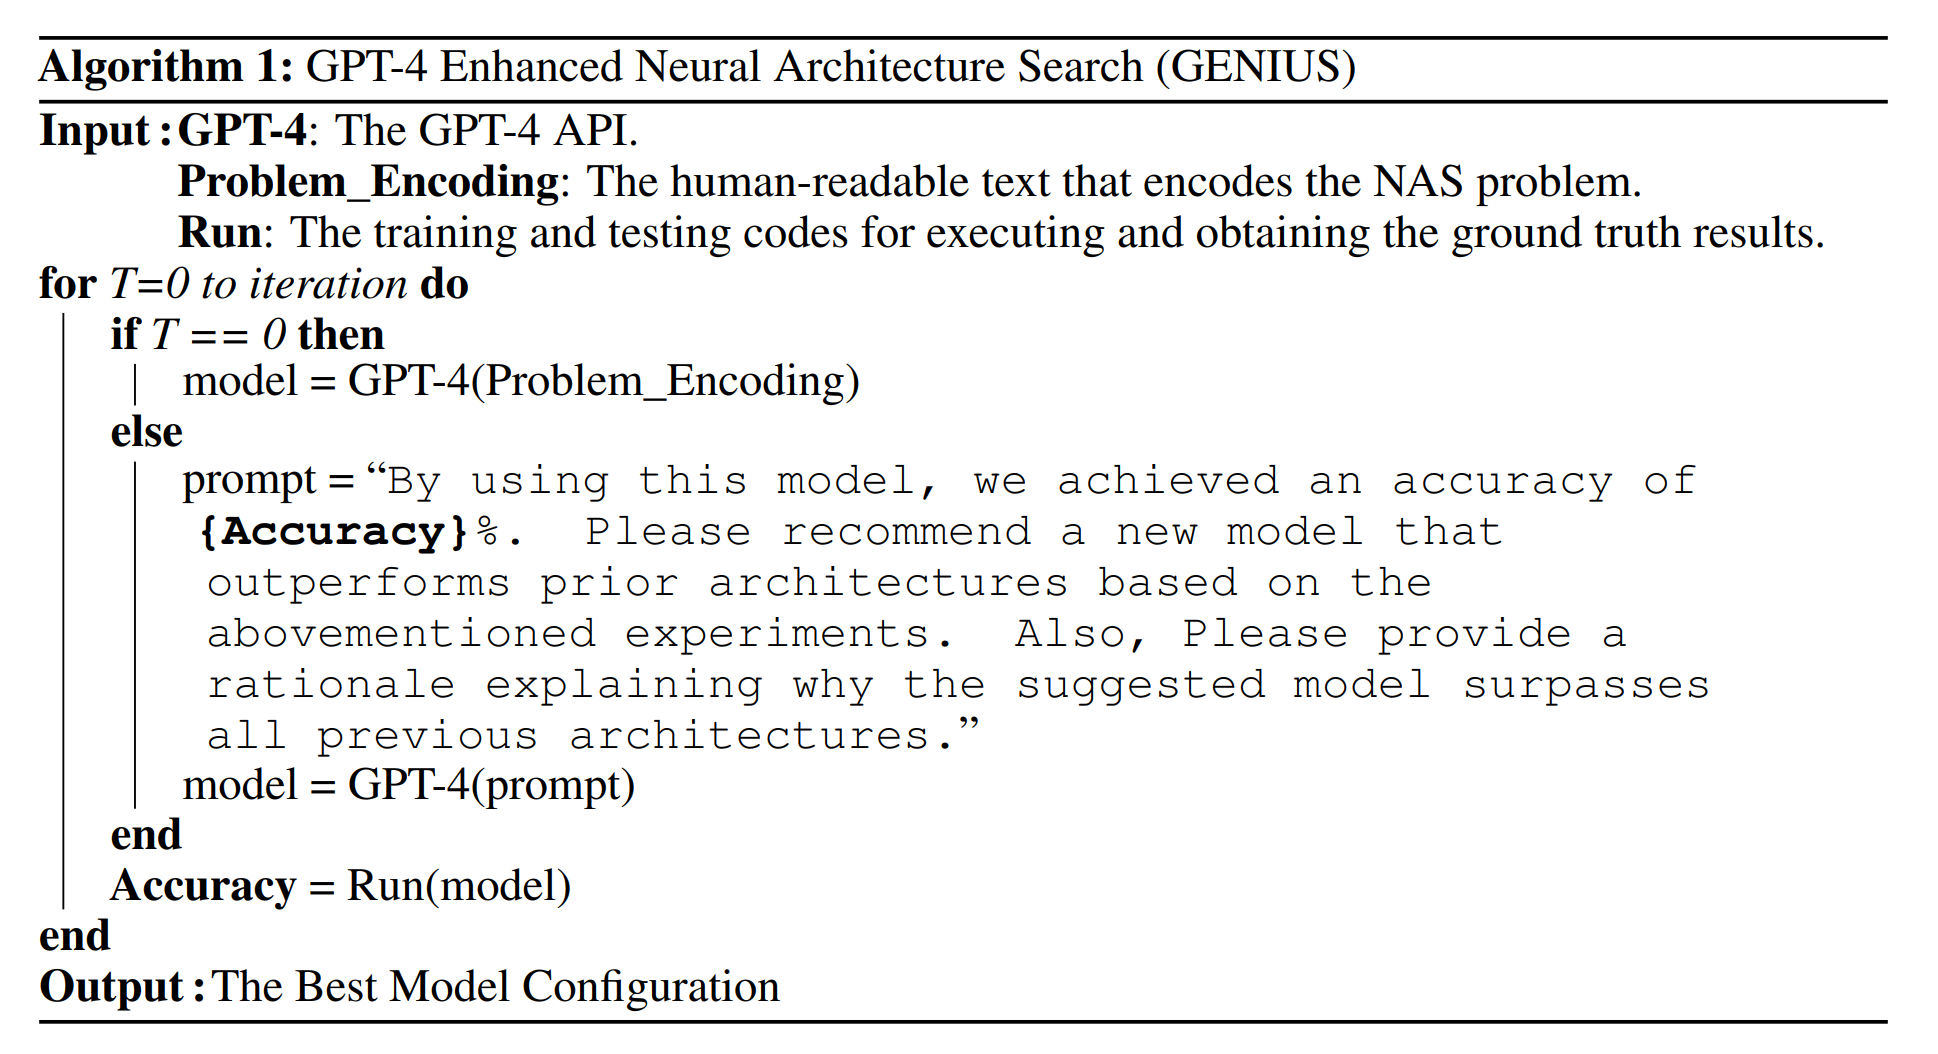 Algorithm 1: GPT-4 Enhanced Neural Architecture Search (GENIUS)
Input : GPT-4: The GPT-4 API.
Problem_Encoding: The human-readable text that encodes the NAS problem.
Run: The training and testing codes for executing and obtaining the ground truth results.
for T=0 to iteration do
if T == 0 then
model = GPT-4(Problem_Encoding)
else
prompt = “By using this model, we achieved an accuracy of
{Accuracy}%. Please recommend a new model that
outperforms prior architectures based on the
abovementioned experiments. Also, Please provide a
rationale explaining why the suggested model surpasses
all previous architectures.”
model = GPT-4(prompt)
end
Accuracy = Run(model)
end
Output : The Best Model Configuration